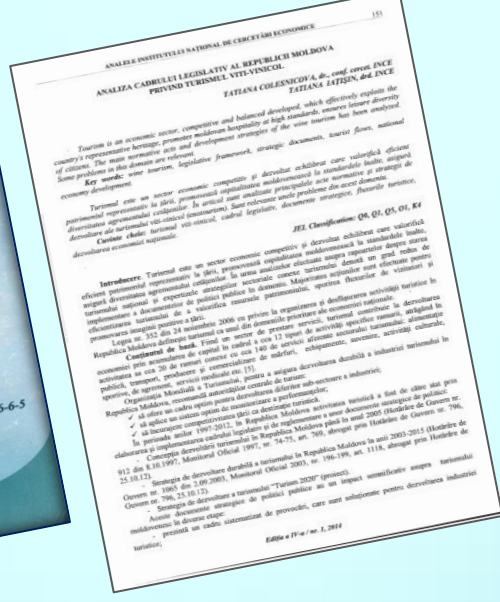 151
ANALELE INSTITUTULUI NAȚIONAL DE CERCETĂRI ECONOMICE
ANALIZA CADRULUI LEGISLATIV AL REPUBLICII MOLDOVA
PRIVIND TURISMUL VITI-VINICOL
TATIANA COLESNICOVA, dr., conf. cercet. INCE
TATIANA IATIȘIN, drd. INCE
Tourism is an economic sector, competitive and balanced developed, which effectively exploits the
country's representative heritage, promotes moldovan hospitality at high standards, ensures leisure diversity
of citizens. The main normative acts and development strategies of the wine tourism has been analyzed.
Some problems in this domain are relevant.
Key words: wine tourism, legislative framework, strategic documents, tourist flows, national
economy development.
Turismul este un sector economic competitiv și dezvoltat echilibrat care valorifică eficient
patrimoniul reprezentativ la țării, promovează ospitalitatea moldovenească la standardele înalte, asigură
diversitatea agrementului cetățenilor. În articol sunt analizate principalele acte normative și strategii de
dezvoltare ale turismului viti-vinicol (enoturism). Sunt relevante unele probleme din acest domeniu.
Cuvinte cheie: turismul viti-vinicol, cadrul legislativ, documente strategice, fluxurile turistice,
dezvoltarea economiei naționale.
JEL Classification: Q0, Q1, Q5, O1, K4
Introducere. Turismul este un sector economic competitiv și dezvoltat echilibrat care valorifică
eficient patrimoniul reprezentativ la țării, promovează ospitalitatea moldovenească la standardele înalte,
asigură diversitatea agrementului cetățenilor. În urma analizelor efectuate asupra rapoartelor despre starea
turismului național și expertizele strategiilor sectoriale conexe turismului denotă un grad redus de
implementare a documentelor de politici publice în domeniu. Majoritatea acțiunilor sunt efectuate pentru
eficientizarea turismului de a valorifica resursele patrimoniului, sporirea fluxurilor de vizitatori și
promovarea imaginii pozitive a țării.
Legea nr. 352 din 24 noiembrie 2006 cu privire la organizarea și desfășurarea activității turistice în
Republica Moldova definește turismul ca unul din domeniile prioritare ale economiei naționale.
Conținutul de bază. Fiind un sector de prestare servicii, turismul contribuie la dezvoltarea
economiei prin acumularea de capital în cadrul a cca 12 tipuri de activități specifice ramurii, atrăgând în
activitatea sa cca 20 de ramuri conexe cu cca 140 de servicii aferente sectorului turismului: alimentație
publică, transport, producere și comercializare de mărfuri, echipamente, suvenire, activități culturale,
sportive, de agrement, servicii medicale etc. [5].
Organizația Mondială a Turismului, pentru a asigura dezvoltarea durabilă a industriei turismului în
Republica Moldova, recomandă autorităților centrale de turism:
✓ să ofere un cadru optim pentru dezvoltarea diferitor sub-sectoare a industriei;
✓ să aplice un sistem optim de monitorizare a performanțelor;
✓ să încurajeze competitivitatea țării ca destinație turistică.
În perioada anilor 1997-2012, în Republica Moldova activitatea turistică a fost de către stat prin
elaborarea și implementarea cadrului legislativ și de reglementare a unor documente strategice de politici:
- Concepția dezvoltării turismului în Republica Moldova până în anul 2005 (Hotărâre de Guvern nr.
912 din 8.10.1997, Monitorul Oficial 1997, nr. 74-75, art. 769, abrogat prin Hotărâre de Guvern nr. 796,
25.10.12).
- Strategia de dezvoltare durabilă a turismului în Republica Moldova în anii 2003-2015 (Hotărâre de
Guvern nr. 1065 din 2.09.2003, Monitorul Oficial 2003, nr. 196-199, art. 1118, abrogat prin Hotărâre de
Guvern nr. 796, 25.10.12).
- Strategia de dezvoltare a turismului "Turism 2020" (proiect).
Aceste documente strategice de politici publice au un impact semnificativ asupra turismului
moldovenesc în diverse etape:
- prezintă un cadru sistematizat de provocări, care sunt soluționate pentru dezvoltarea industriei
turistice;
Ediția a IV-a / nr. 1, 2014
6-6-5